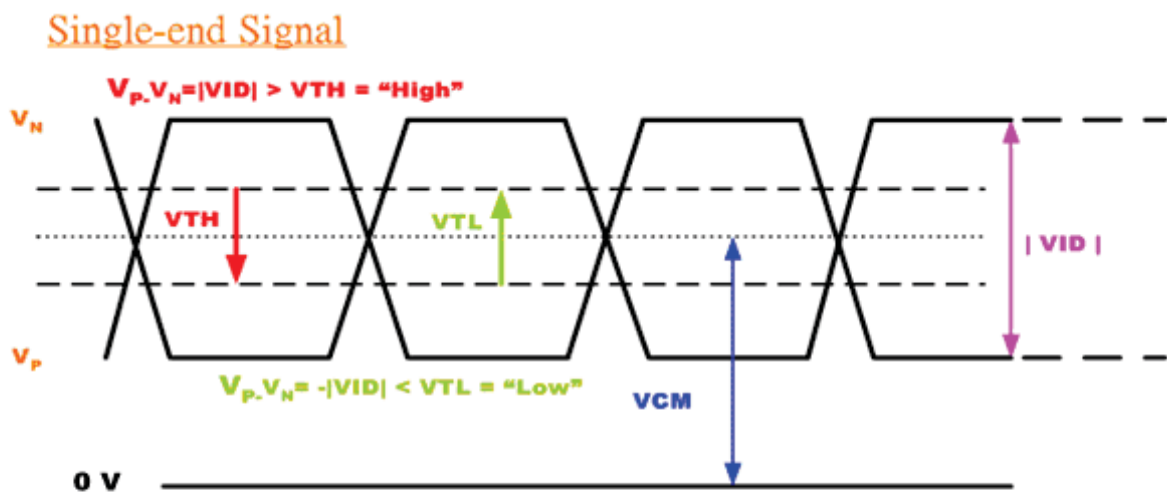 Single-end Signal
VP-VN=|VID| > VTH = “High”
VN
VTH
VTL
| VID |
VP
VP-VN= -|VID| < VTL = “Low”
VCM
0 V